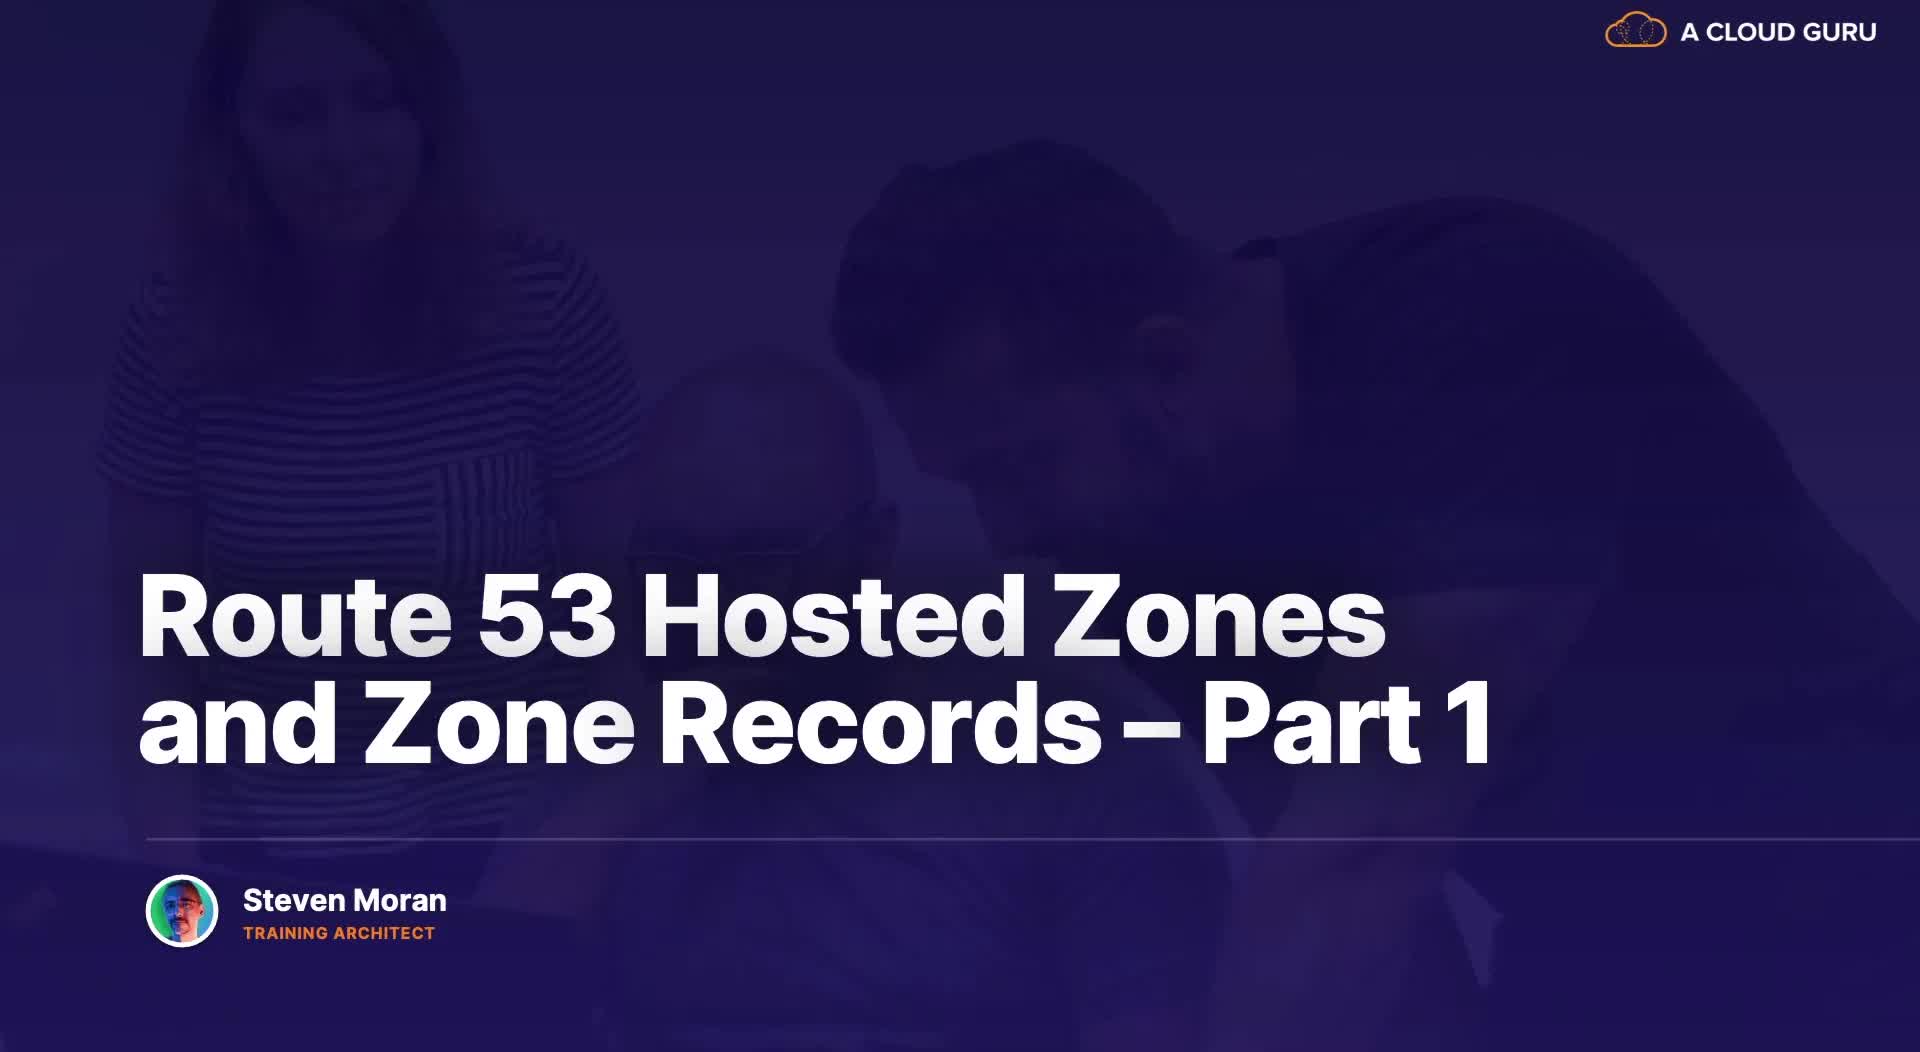 A CLOUD GURU
Route 53 Hosted Zones
and Zone Records – Part 1
Steven Moran
TRAINING ARCHITECT